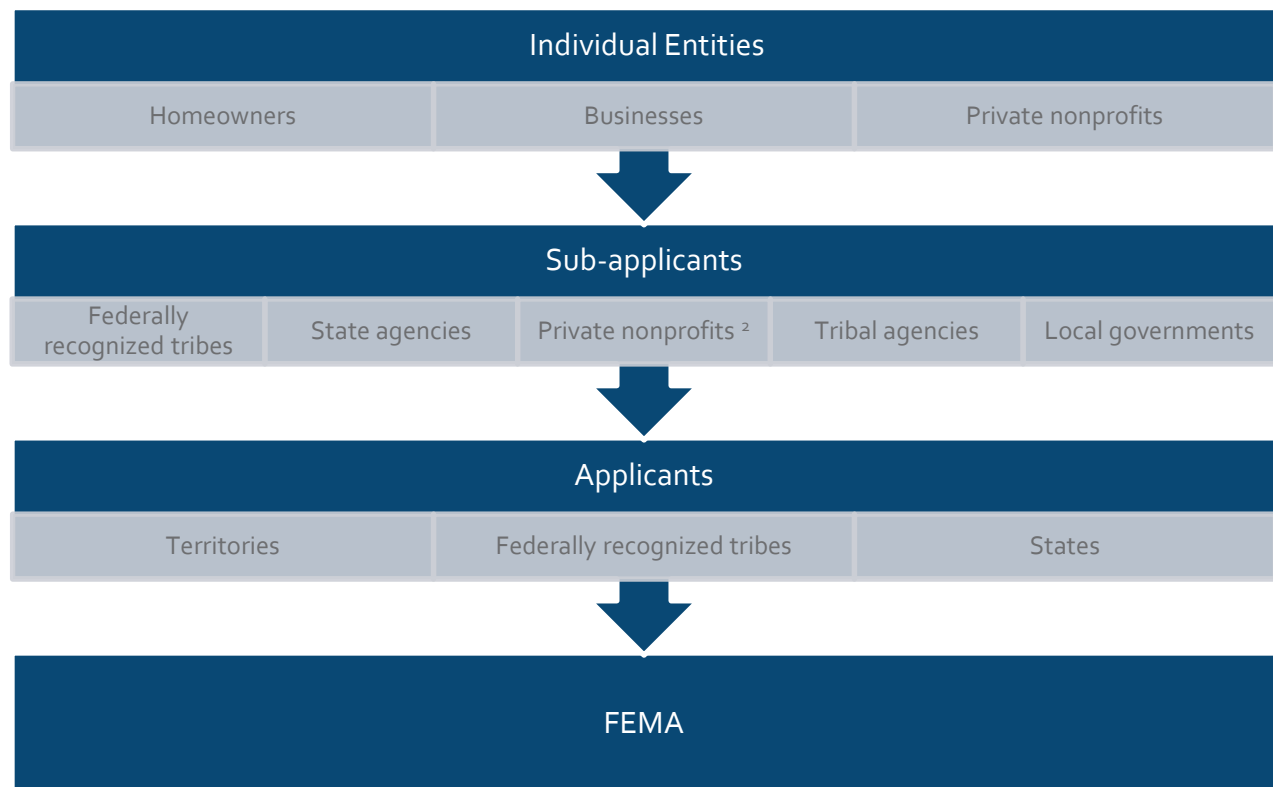 Individual Entities
Homeowners
Businesses
Private nonprofits
Sub-applicants
Federally
recognized tribes
State agencies
Private nonprofits ²
Tribal agencies
Local governments
Applicants
Territories
Federally recognized tribes
States
FEMA